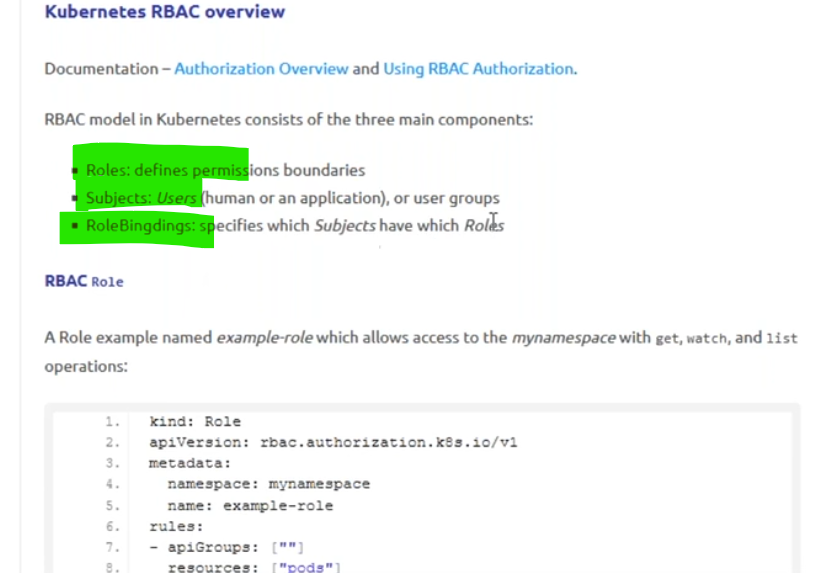 Kubernetes RBAC overview
Documentation – Authorization Overview and Using RBAC Authorization.
RBAC model in Kubernetes consists of the three main components:
▪ Roles: defines permissions boundaries
▪ Subjects: Users (human or an application), or user groups
▪ RoleBingdings: specifies which Subjects have which Roles
RBAC Role
A Role example named example-role which allows access to the mynamespace with get, watch, and list
operations:
1. kind: Role
2. apiVersion: rbac.authorization.k8s.io/v1
3. metadata:
4.   namespace: mynamespace
5.   name: example-role
6. rules:
7. - apiGroups: [""]
8.   resources: ["pods"]